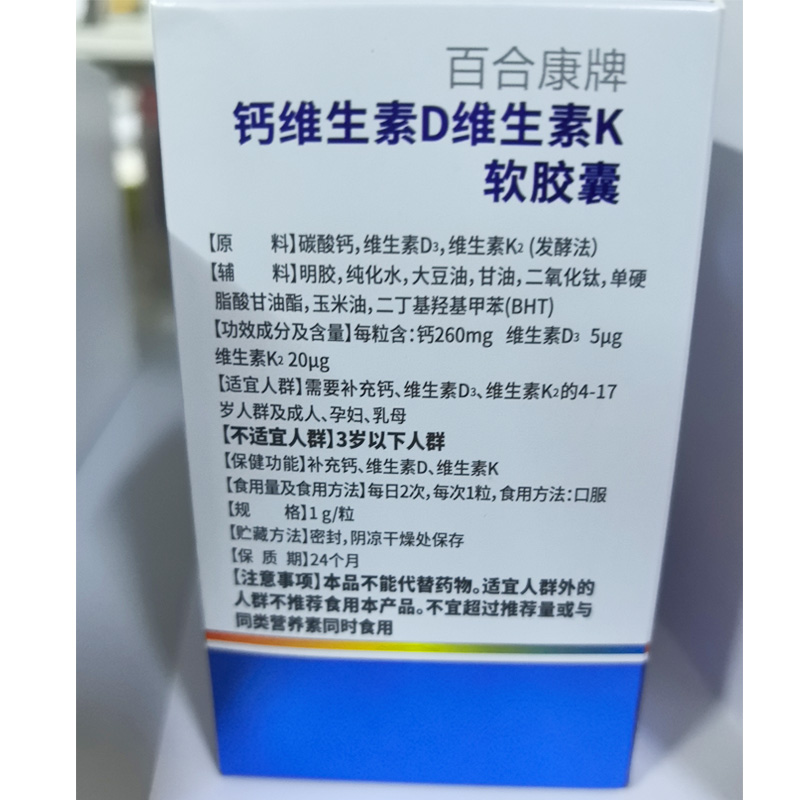 百合康牌
钙维生素D维生素K
软胶囊
【原　　料】碳酸钙,维生素D₃,维生素K₂ (发酵法)
【辅　　料】明胶,纯化水,大豆油,甘油,二氧化钛,单硬
脂酸甘油酯,玉米油,二丁基羟基甲苯(BHT)
【功效成分及含量】每粒含:钙260mg 维生素D₃ 5μg
维生素K₂ 20μg
【适宜人群】需要补充钙、维生素D₃、维生素K₂的4-17
岁人群及成人、孕妇、乳母
【不适宜人群】3岁以下人群
【保健功能】补充钙、维生素D、维生素K
【食用量及食用方法】每日2次,每次1粒,食用方法:口服
【规　　格】1 g/粒
【贮藏方法】密封,阴凉干燥处保存
【保 质 期】24个月
【注意事项】本品不能代替药物。适宜人群外的
人群不推荐食用本产品。不宜超过推荐量或与
同类营养素同时食用